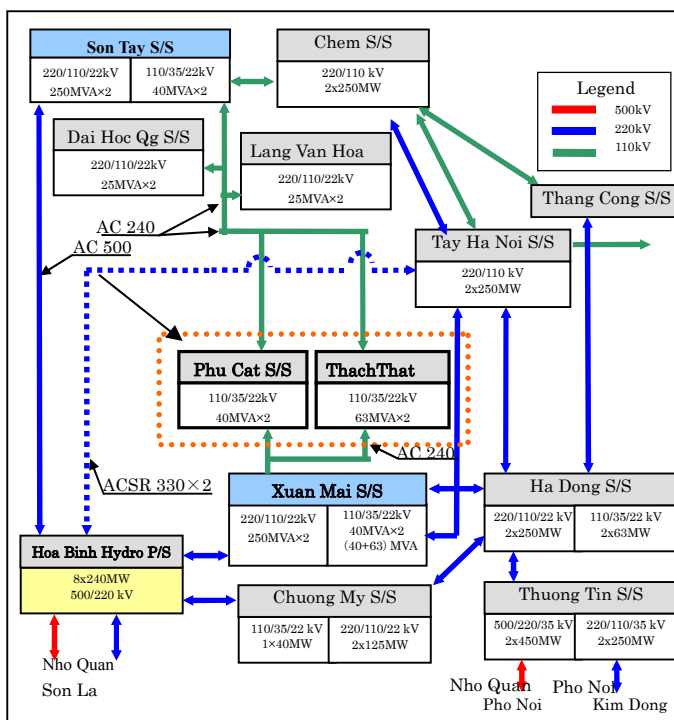 Son Tay S/S
220/110/22kV
250MVA×2
110/35/22kV
40MVA×2
Chem S/S
220/110 kV
2x250MW
Legend
500kV
220kV
110kV
Dai Hoc Qg S/S
220/110/22kV
25MVA×2
Lang Van Hoa
220/110/22kV
25MVA×2
Thang Cong S/S
AC 240
AC 500
Tay Ha Noi S/S
220/110 kV
2x250MW
Phu Cat S/S
110/35/22kV
40MVA×2
ThachThat
110/35/22kV
63MVA×2
AC 240
ACSR 330×2
Xuan Mai S/S
220/110/22kV
250MVA×2
110/35/22kV
40MVA×2
(40+63) MVA
Ha Dong S/S
220/110/22 kV
2x250MW
110/35/22 kV
2x63MW
Hoa Binh Hydro P/S
8x240MW
500/220 kV
Chuong My S/S
110/35/22 kV
1×40MW
220/110/22 kV
2x125MW
Thuong Tin S/S
500/220/35 kV
2x450MW
220/110/35 kV
2x250MW
Nho Quan
Son La
Nho Quan
Pho Noi
Pho Noi
Kim Dong